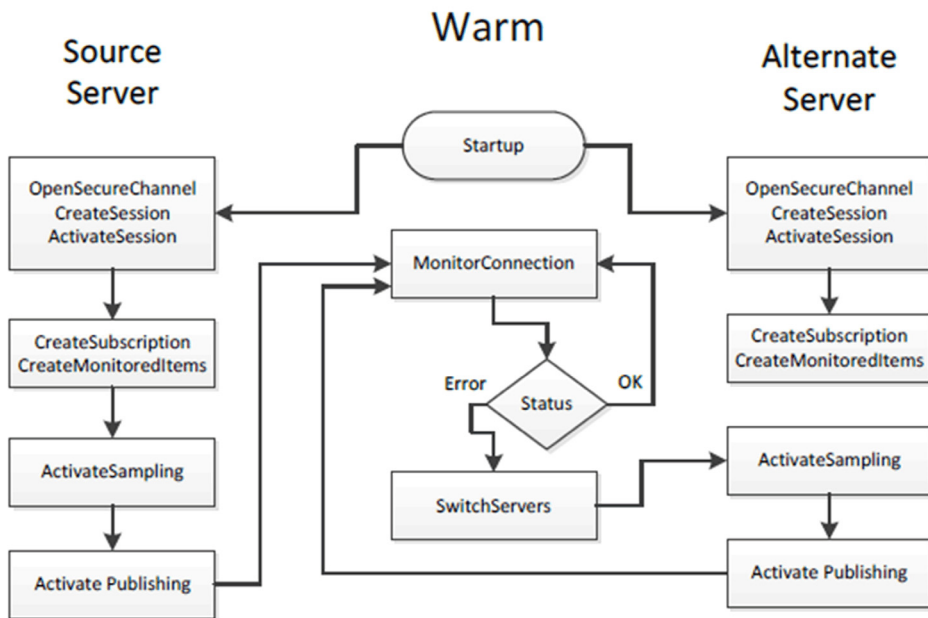 Warm
Source
Server
Alternate
Server
Startup
OpenSecureChannel
CreateSession
ActivateSession
OpenSecureChannel
CreateSession
ActivateSession
MonitorConnection
CreateSubscription
CreateMonitoredItems
CreateSubscription
CreateMonitoredItems
Error
Status
OK
ActivateSampling
SwitchServers
ActivateSampling
Activate Publishing
Activate Publishing